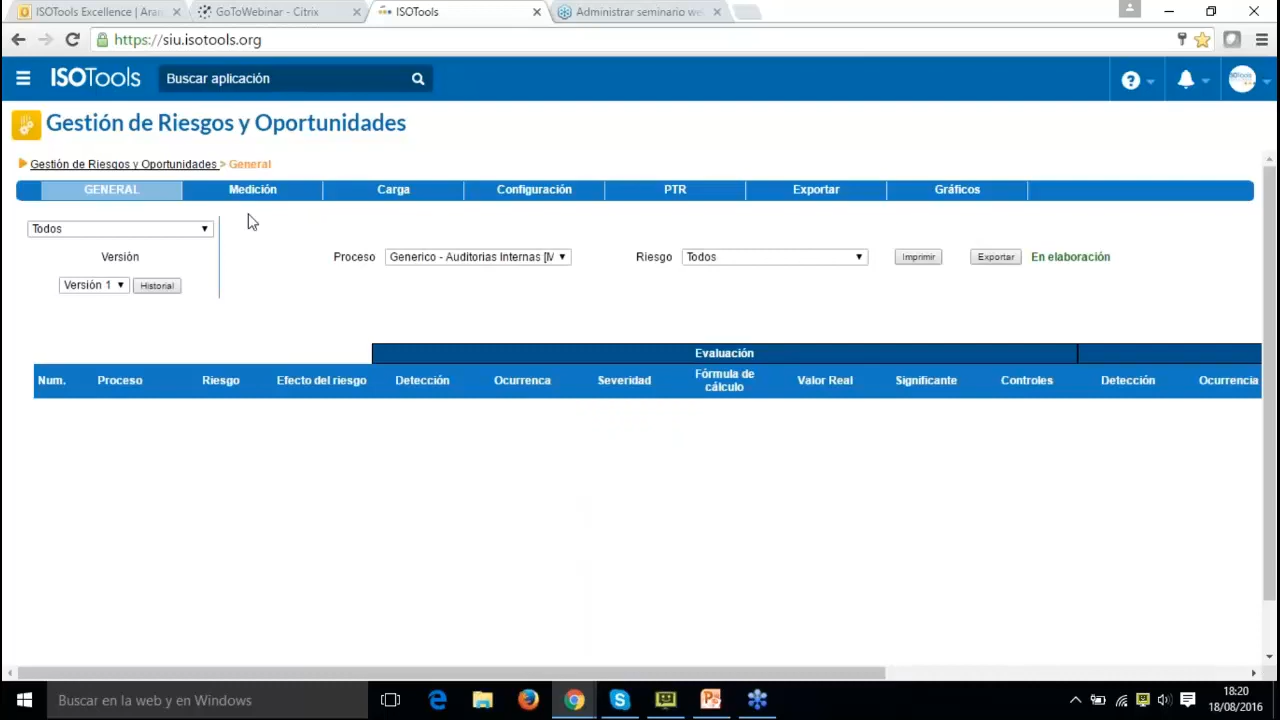 ISOTools Excellence | Aran
GoToWebinar - Citrix
ISOTools
Administrar seminario we
https://siu.isotools.org
ISOTools
Buscar aplicación
Gestión de Riesgos y Oportunidades
Gestión de Riesgos y Oportunidades > General
GENERAL
Medición
Carga
Configuración
PTR
Exportar
Gráficos
Todos
Versión
Versión 1
Historial
Proceso
Generico - Auditorias Internas [M
Riesgo
Todos
Imprimir
Exportar
En elaboración
Evaluación
Num.
Proceso
Riesgo
Efecto del riesgo
Detección
Ocurrenca
Severidad
Fórmula de
cálculo
Valor Real
Significante
Controles
Detección
Ocurrencia
Buscar en la web y en Windows
18:20
18/08/2016